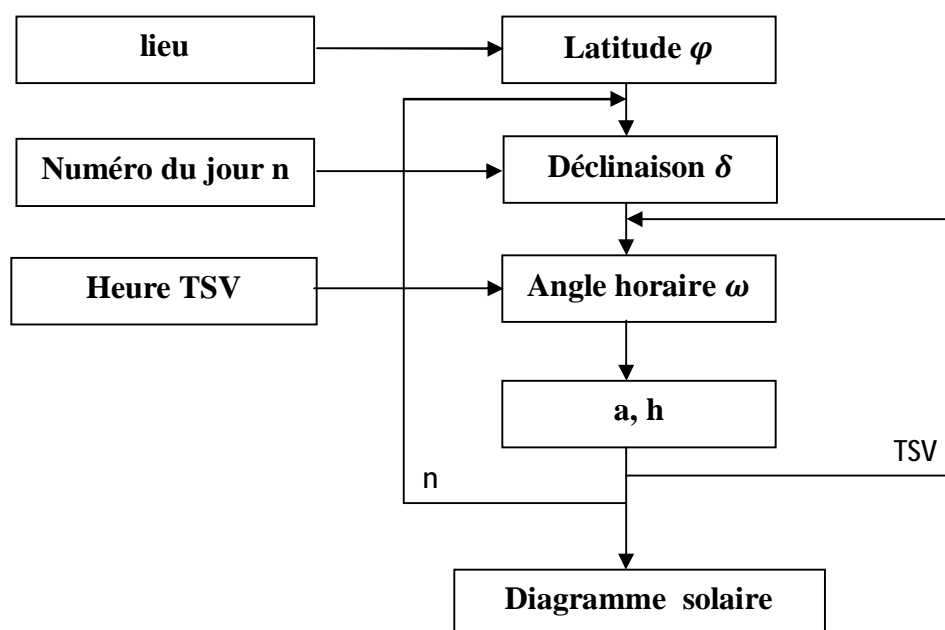 lieu
Latitude φ
Numéro du jour n
Déclinaison δ
Heure TSV
Angle horaire ω
a, h
TSV
n
Diagramme solaire